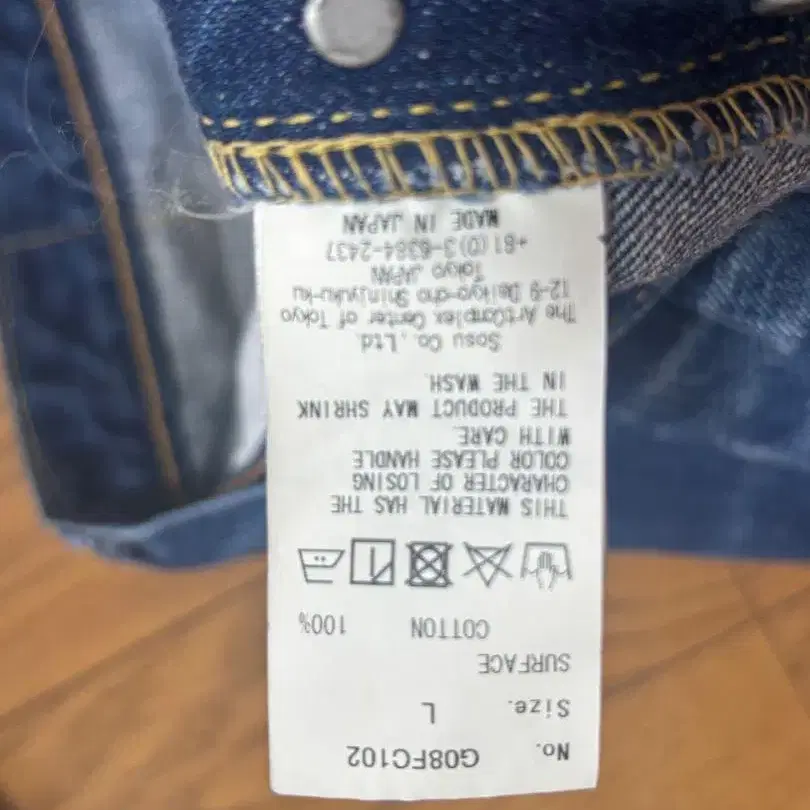 No. G08FC102
Size. L
SURFACE
COTTON 100%
THIS MATERIAL HAS THE
CHARACTER OF LOSING
COLOR PLEASE HANDLE
WITH CARE.
THE PRODUCT MAY SHRINK
IN THE WASH.
Sosu Co., Ltd.
The ArtComplex Center of Tokyo
12-9 Daikyo-cho Shinjyuku-ku
Tokyo JAPAN
+81(0)3-6384-2437
MADE IN JAPAN